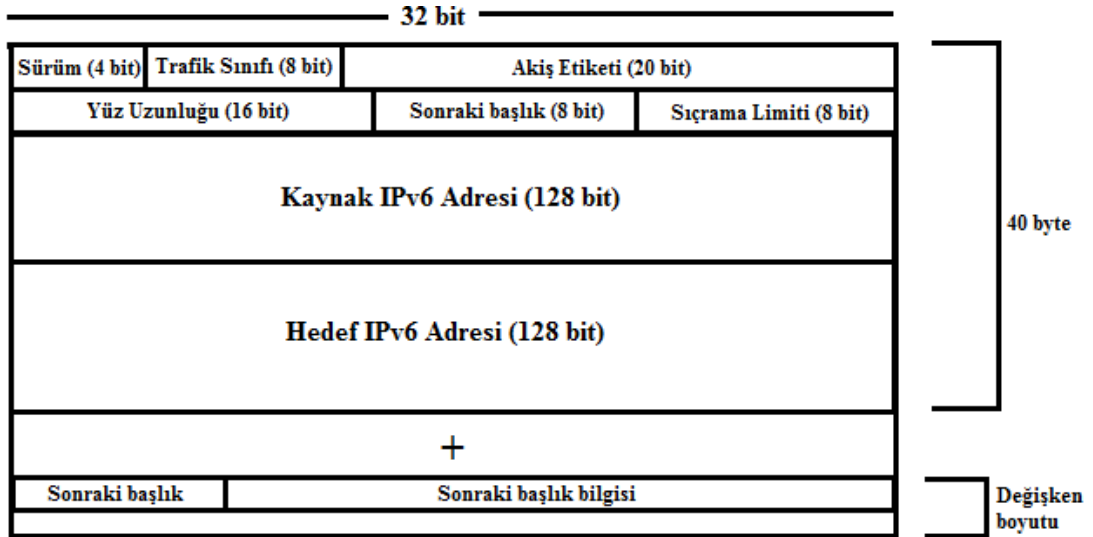 32 bit
Sürüm (4 bit) Trafik Sınıfı (8 bit) Akiş Etiketi (20 bit)
Yüz Uzunluğu (16 bit) Sonraki başlık (8 bit) Sıçrama Limiti (8 bit)
Kaynak IPv6 Adresi (128 bit)
40 byte
Hedef IPv6 Adresi (128 bit)
+
Sonraki başlık Sonraki başlık bilgisi
Değişken
boyutu